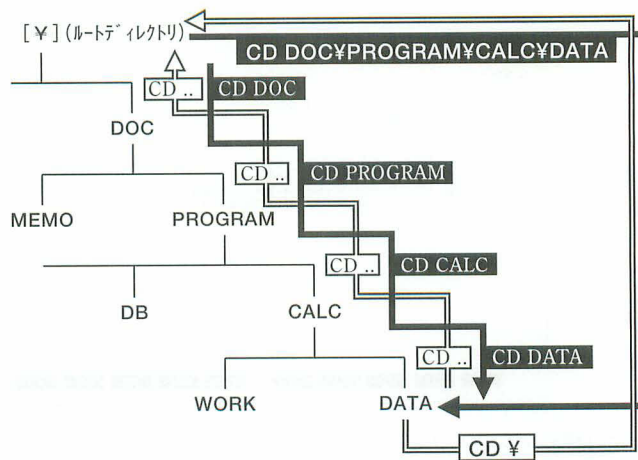 [¥](ﾙｰﾄﾃﾞｨﾚｸﾄﾘ)
CD DOC¥PROGRAM¥CALC¥DATA
CD ..
CD DOC
DOC
CD ..
CD PROGRAM
MEMO
PROGRAM
CD ..
CD CALC
DB
CALC
CD ..
CD DATA
WORK
DATA
CD ¥